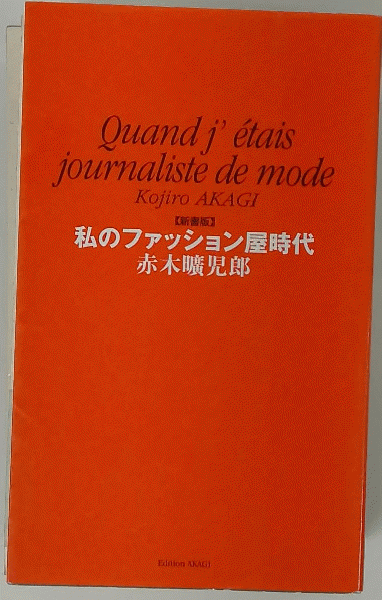 Quand j' étais
journaliste de mode
Kojiro AKAGI
【新書版】
私のファッション屋時代
赤木曠児郎
Edition AKAGI